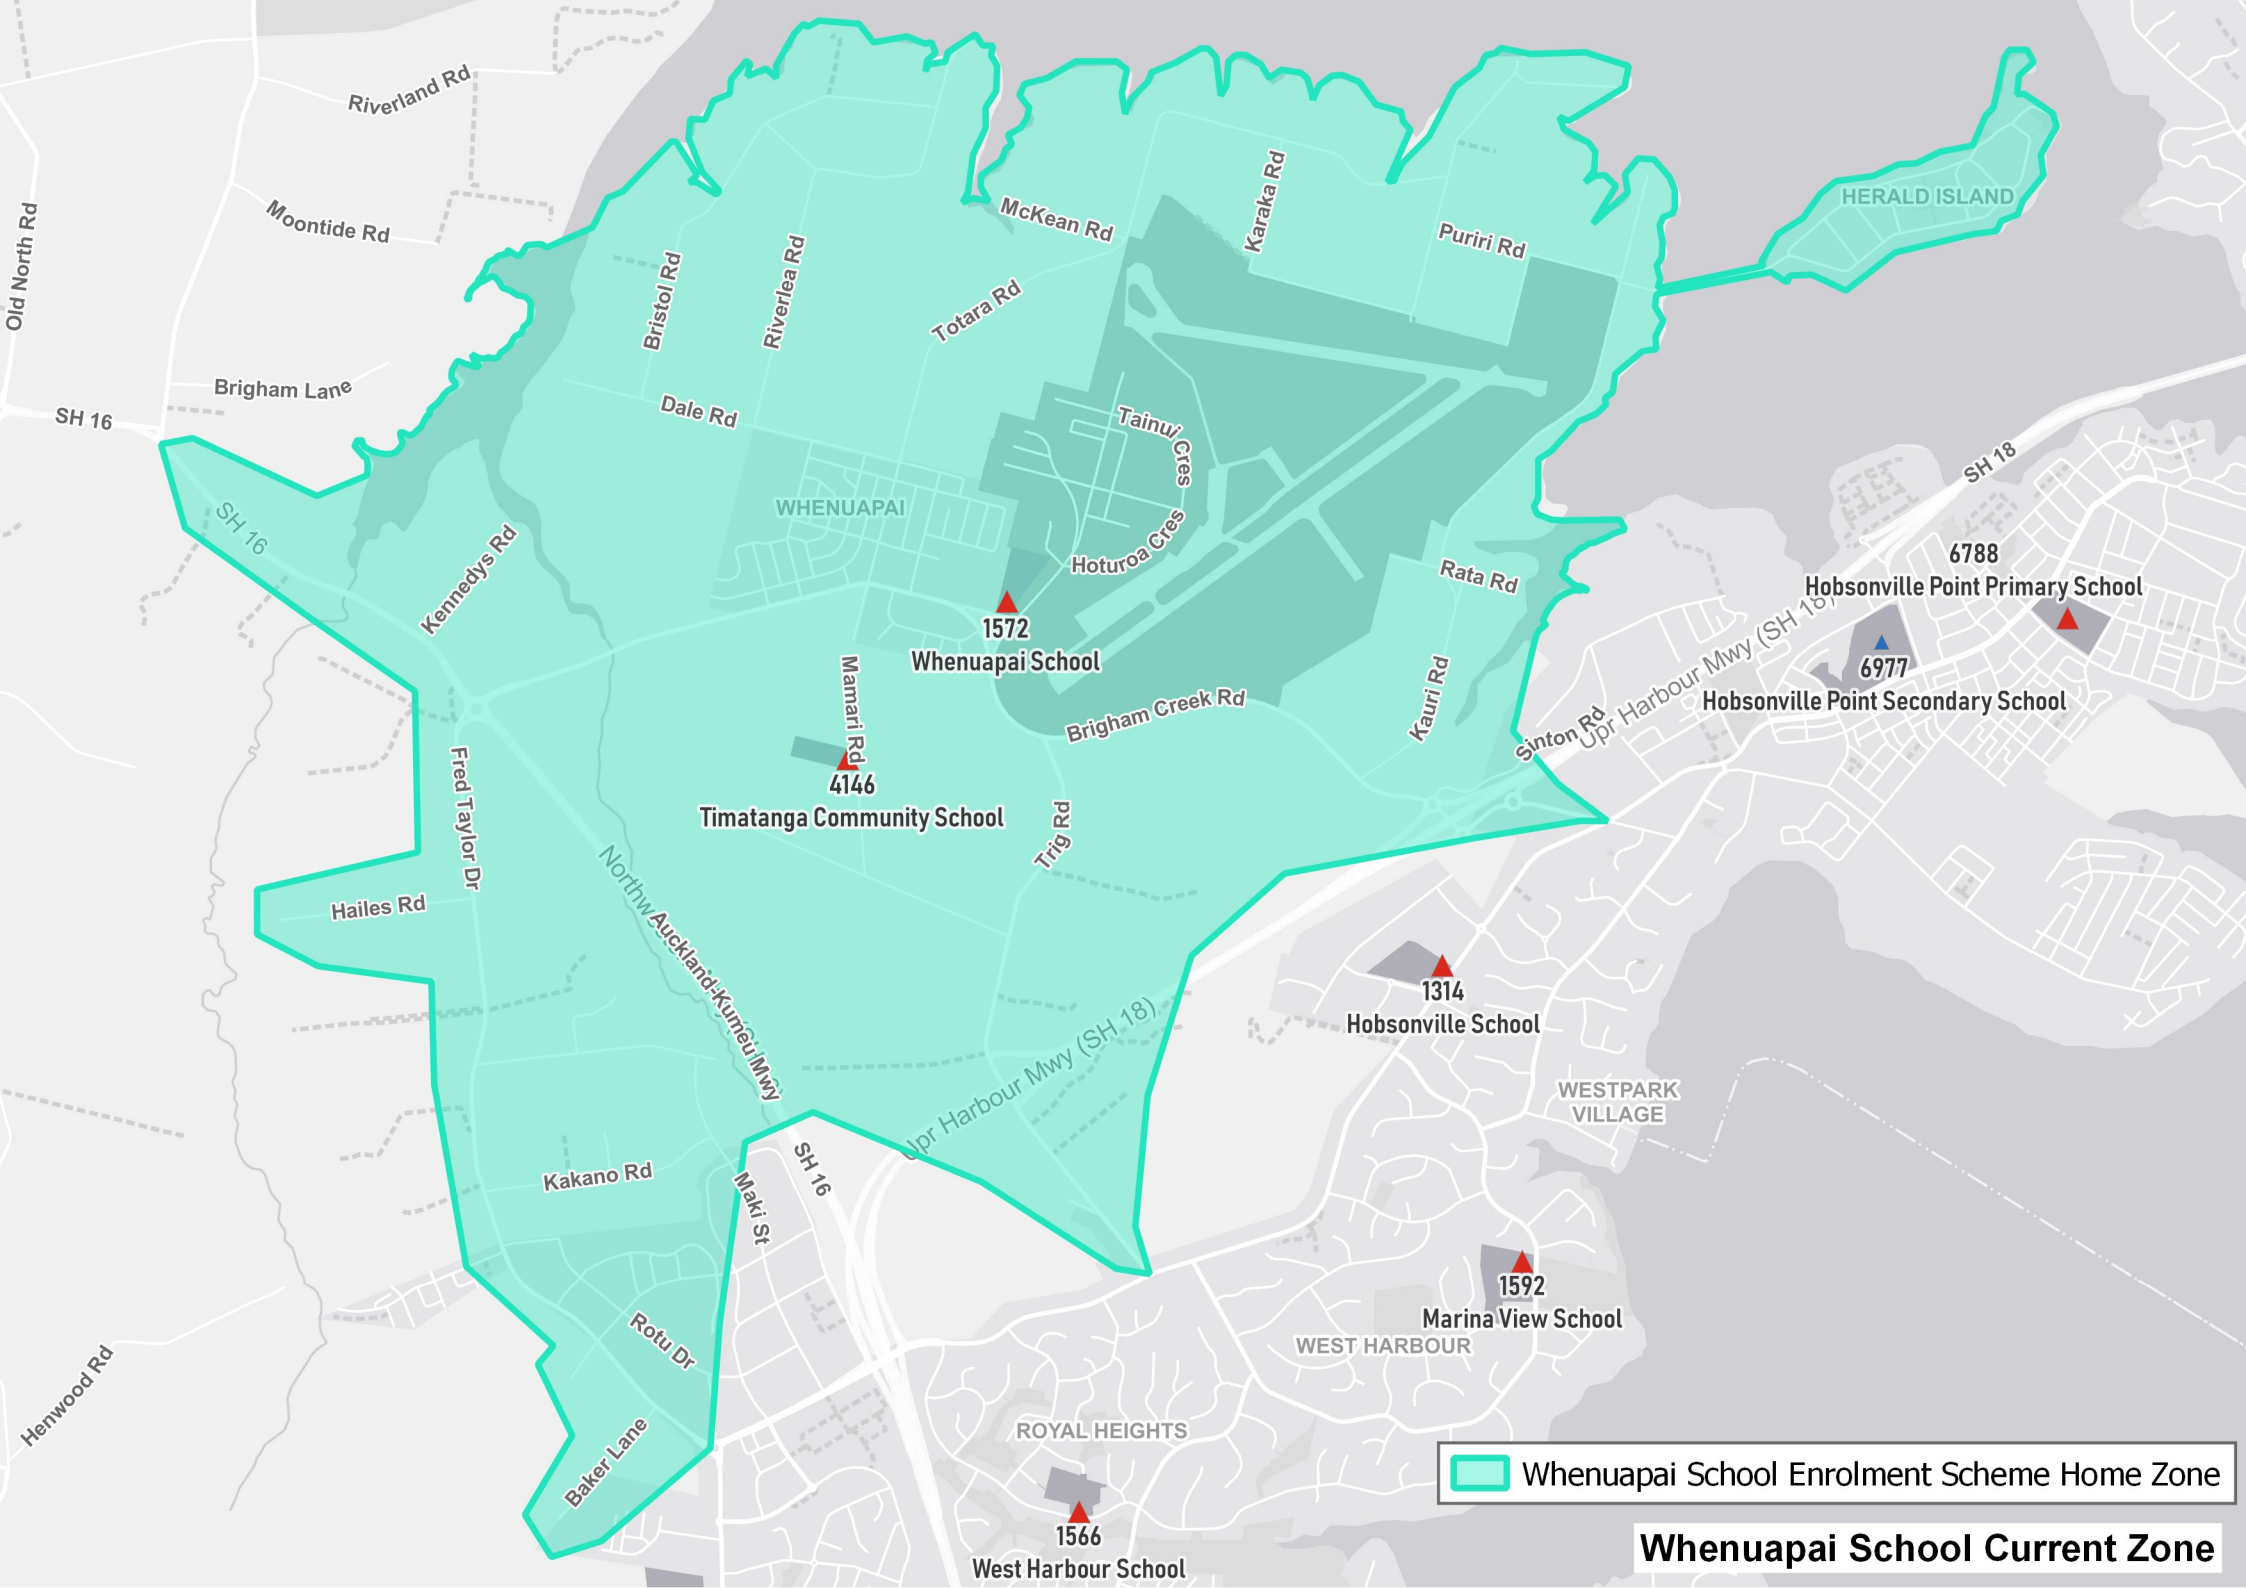 Riverland Rd
Moontide Rd
Old North Rd
Brigham Lane
SH 16
SH 16
Kennedys Rd
Bristol Rd
Riverlea Rd
Totara Rd
McKean Rd
Karaka Rd
Puriri Rd
HERALD ISLAND
Dale Rd
WHENUAPAI
Tainui Cres
Hoturoa Cres
Rata Rd
SH 18
6788
Hobsonville Point Primary School
1572
Whenuapai School
6977
Hobsonville Point Secondary School
Mamari Rd
Brigham Creek Rd
Kauri Rd
Sinton Rd
Upr Harbour Mwy (SH 18)
4146
Timatanga Community School
Fred Taylor Dr
Trig Rd
Hailes Rd
Auckland-Kumeu Mwy
Upr Harbour Mwy (SH 18)
1314
Hobsonville School
WESTPARK
VILLAGE
Kakano Rd
Maki St
SH 16
1592
Marina View School
WEST HARBOUR
Rotu Dr
Henwood Rd
Baker Lane
ROYAL HEIGHTS
1566
West Harbour School
Whenuapai School Enrolment Scheme Home Zone
Whenuapai School Current Zone